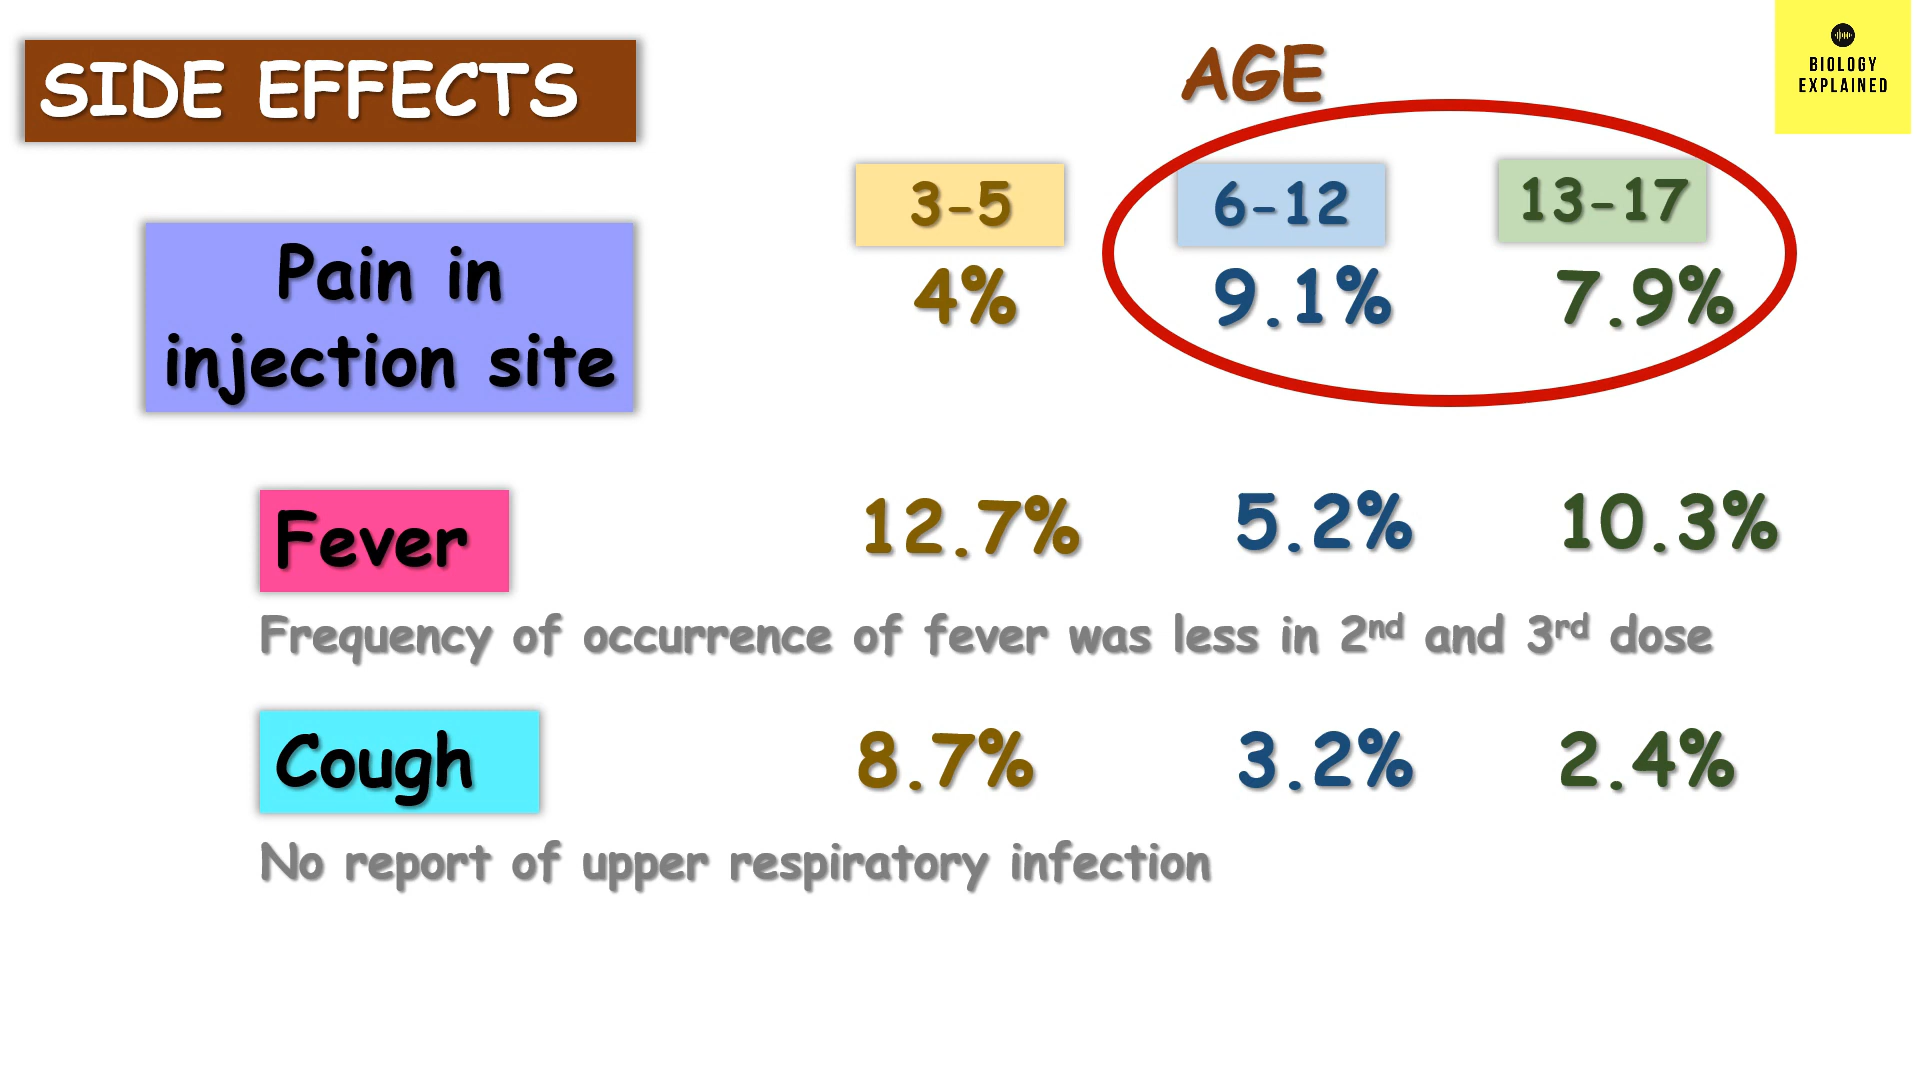 SIDE EFFECTS
AGE
BIOLOGY
EXPLAINED
3-5 6-12 13-17
Pain in
injection site
4% 9.1% 7.9%
Fever 12.7% 5.2% 10.3%
Frequency of occurrence of fever was less in 2nd and 3rd dose
Cough 8.7% 3.2% 2.4%
No report of upper respiratory infection